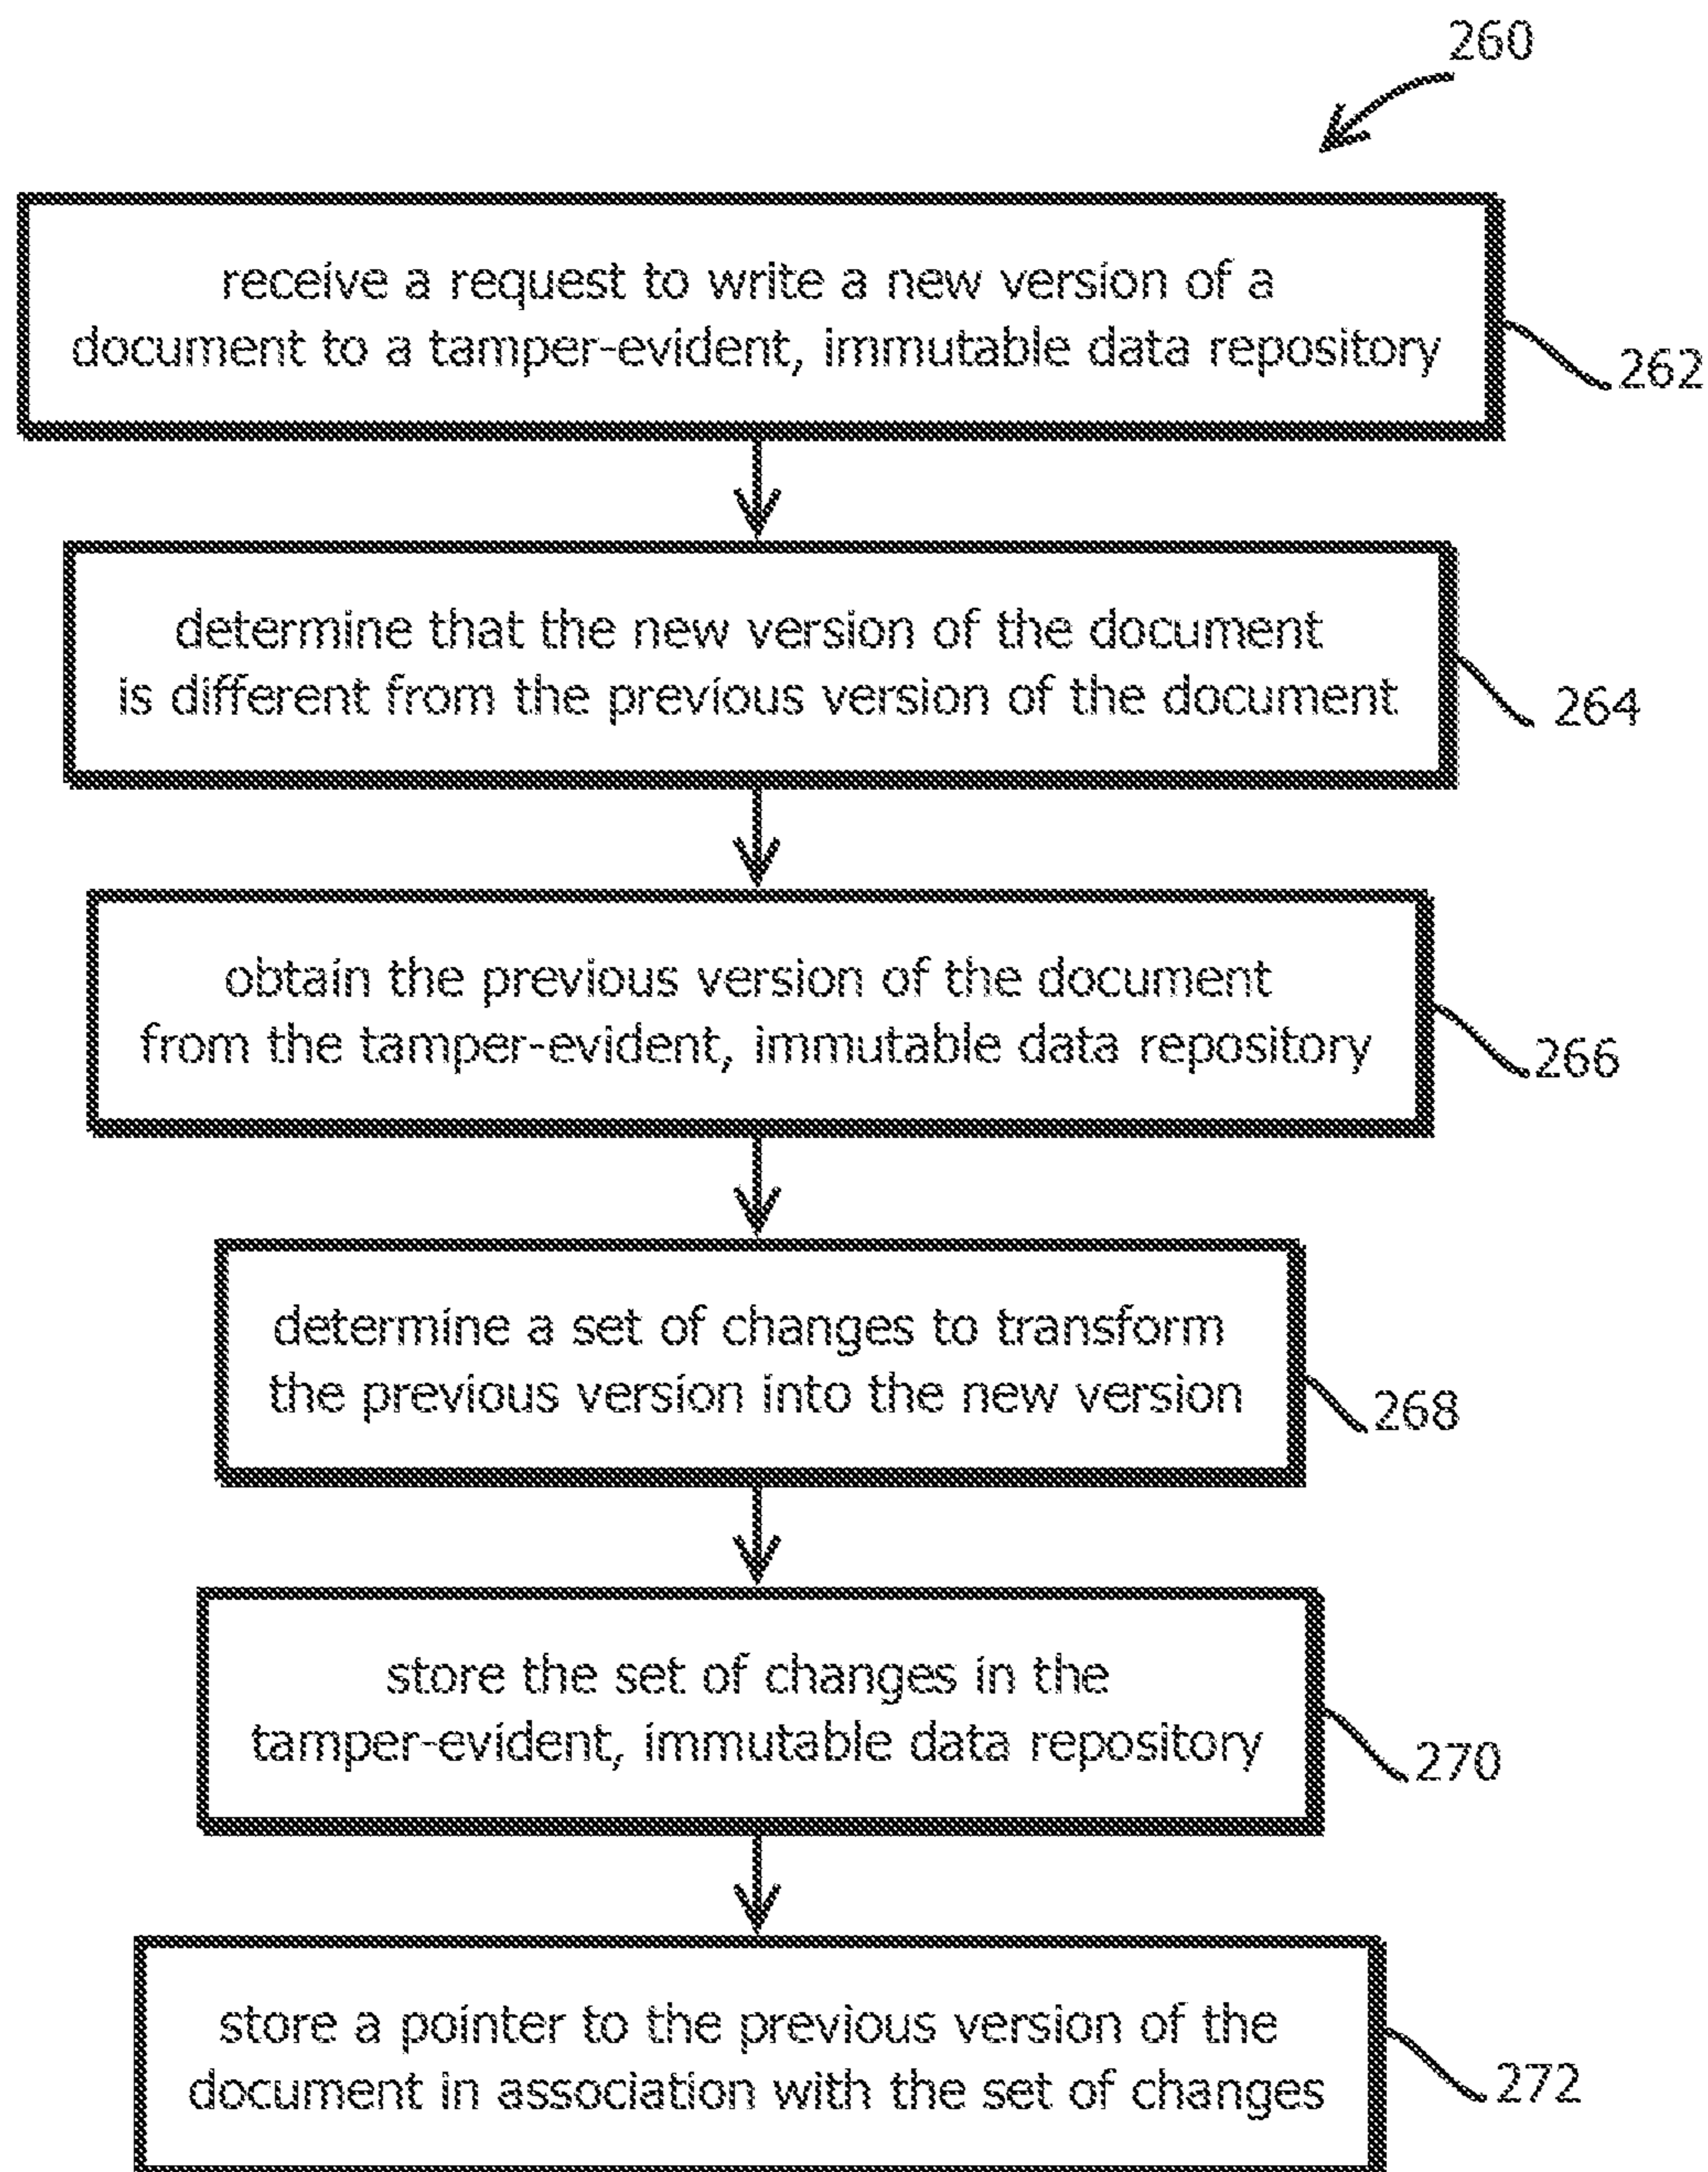 260
receive a request to write a new version of a
document to a tamper-evident, immutable data repository
262
determine that the new version of the document
is different from the previous version of the document
264
obtain the previous version of the document
from the tamper-evident, immutable data repository
266
determine a set of changes to transform
the previous version into the new version
268
store the set of changes in the
tamper-evident, immutable data repository
270
store a pointer to the previous version of the
document in association with the set of changes
272